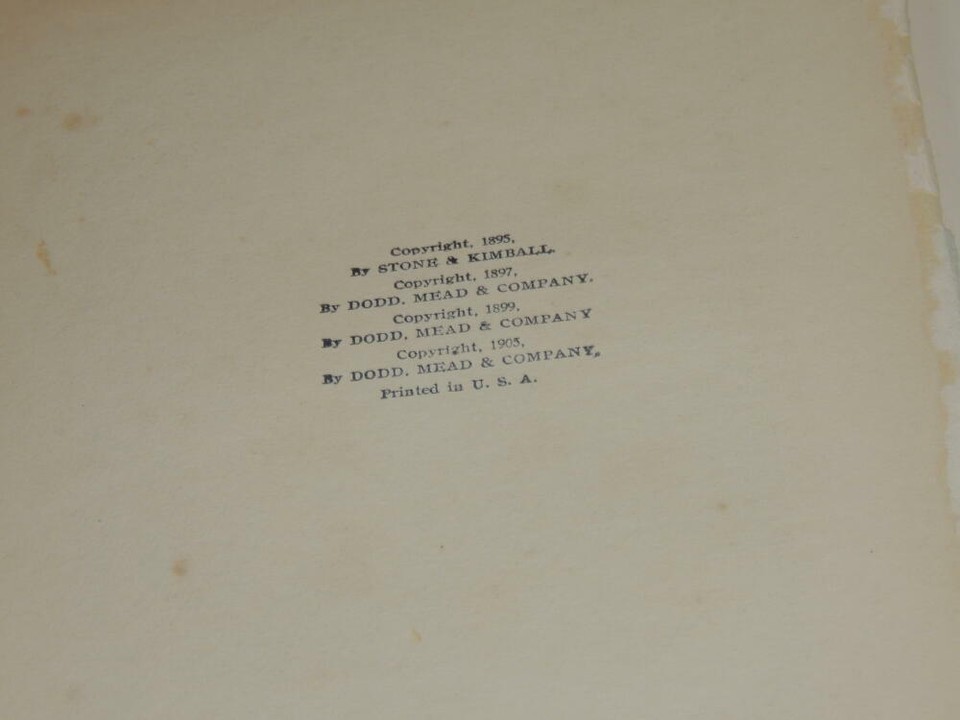 Copyright, 1895,
By STONE & KIMBALL.
Copyright, 1897,
By DODD, MEAD & COMPANY.
Copyright, 1899,
By DODD, MEAD & COMPANY
Copyright, 1905,
By DODD, MEAD & COMPANY,
Printed in U. S. A.